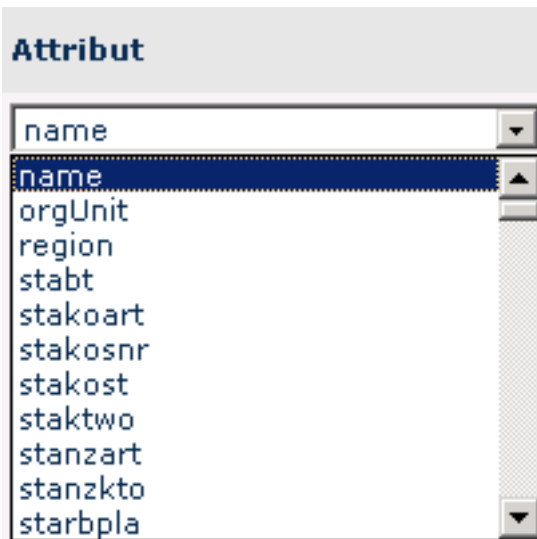 Attribut
name
name
orgUnit
region
stabt
stakoart
stakosnr
stakost
staktwo
stanzart
stanzkto
starbpla